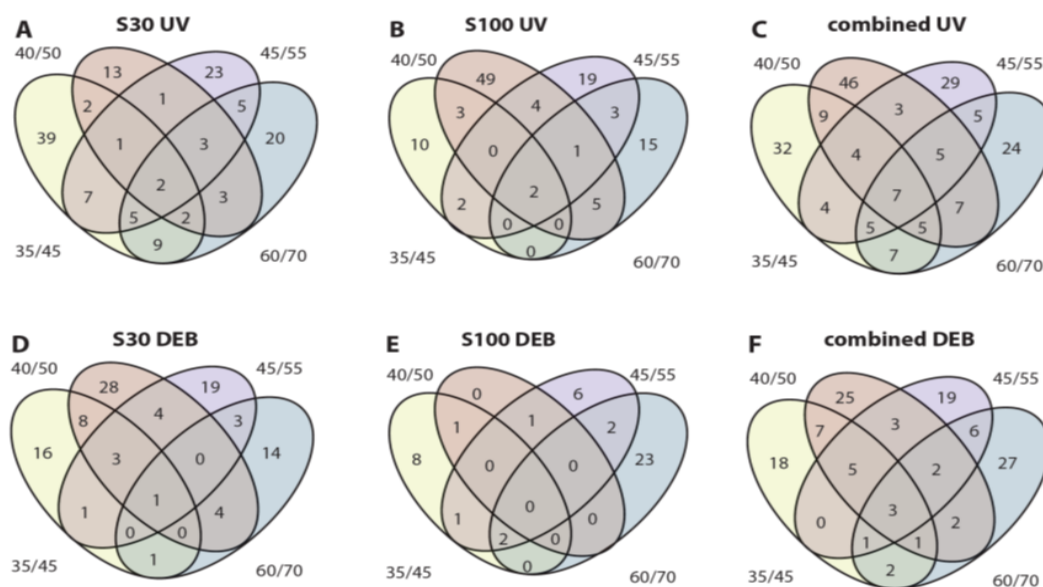 A S30 UV
40/50 45/55
13 23
2 1 5
39 1 3 20
7 2 3
5 2
9
35/45 60/70
B S100 UV
40/50 45/55
49 19
3 4 3
10 0 1 15
2 2 5
0 0
0
35/45 60/70
C combined UV
40/50 45/55
46 29
9 3 5
32 4 5 24
4 7 7
5 5
7
35/45 60/70
D S30 DEB
40/50 45/55
28 19
8 4 3
16 3 0 14
1 1 4
0 0
1
35/45 60/70
E S100 DEB
40/50 45/55
0 6
1 1 2
8 0 0 23
1 0 0
2 0
0
35/45 60/70
F combined DEB
40/50 45/55
25 19
7 3 6
18 5 2 27
0 3 2
1 1
2
35/45 60/70